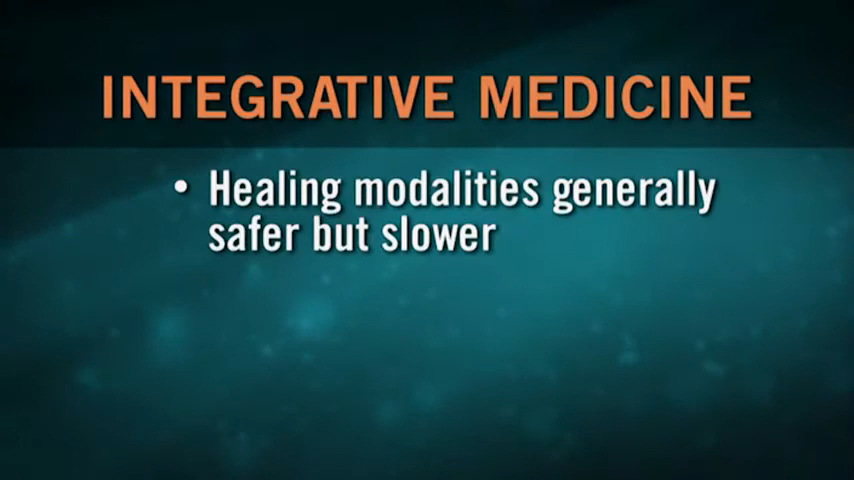 INTEGRATIVE MEDICINE
• Healing modalities generally
safer but slower